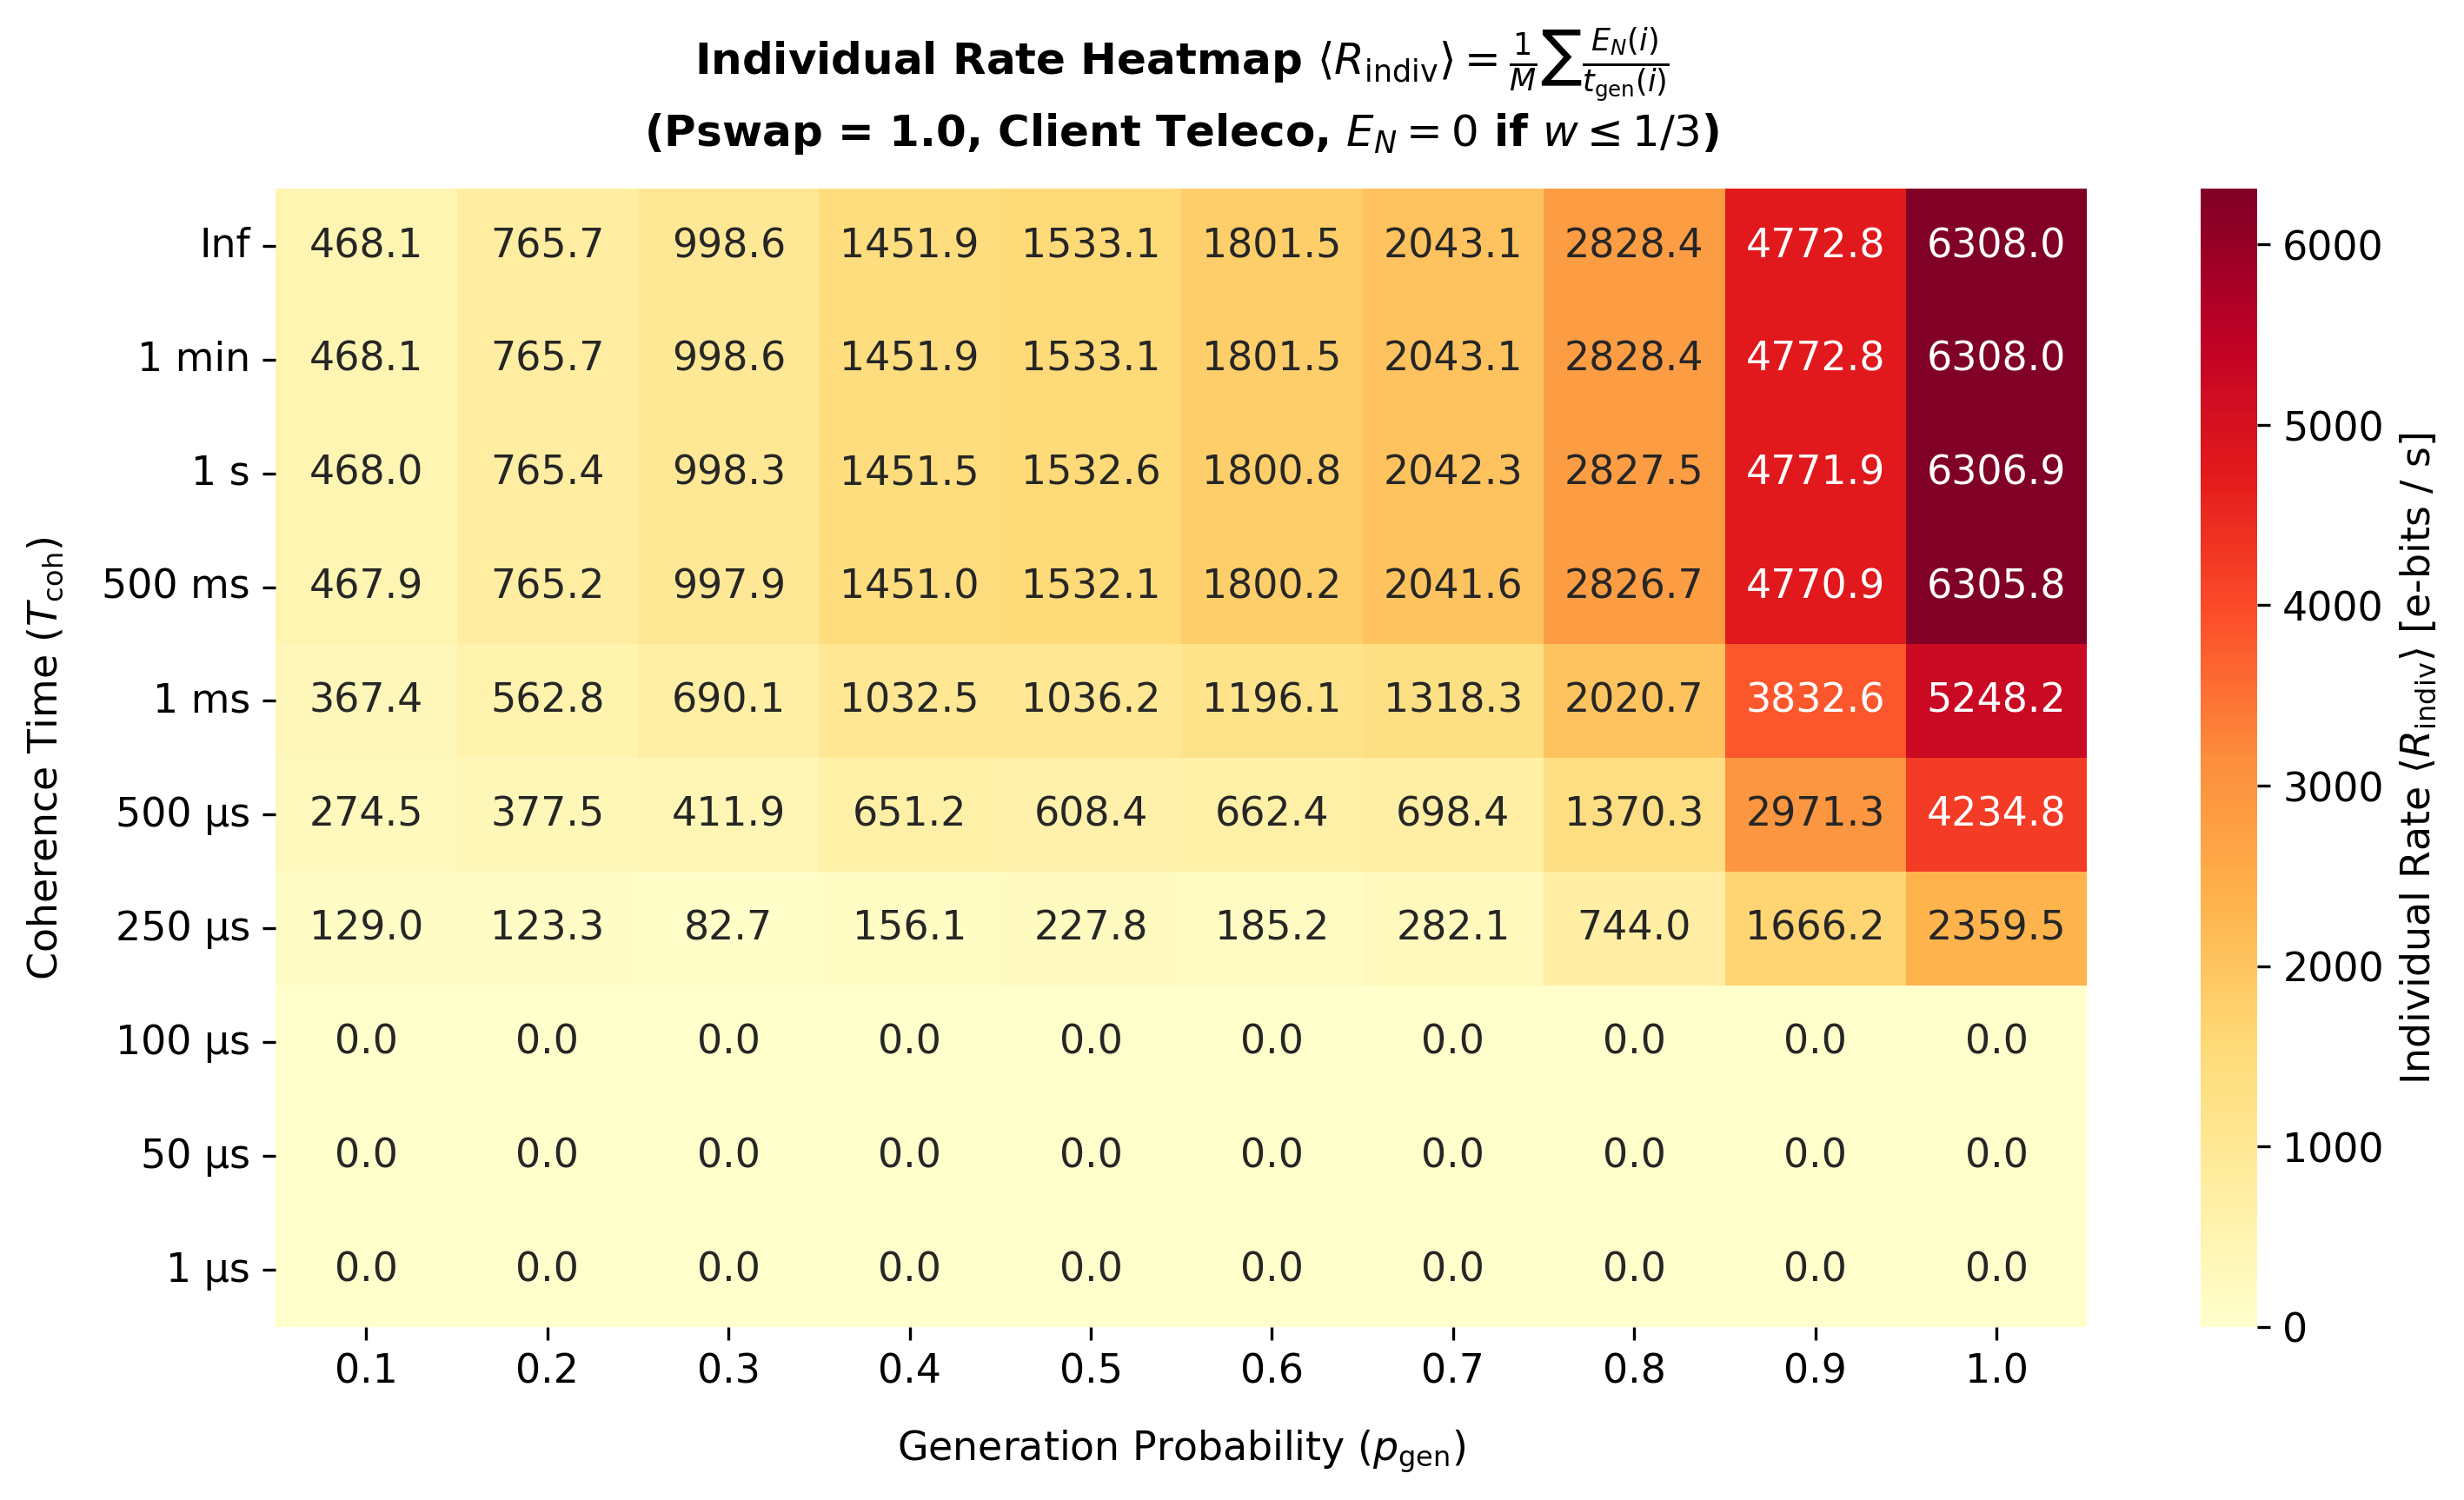 Individual Rate Heatmap ⟨R_indiv⟩ = 1/M ∑ E_N(i)/t_gen(i)
(Pswap = 1.0, Client Teleco, E_N = 0 if w ≤ 1/3)
Coherence Time (T_coh)
Inf 468.1 765.7 998.6 1451.9 1533.1 1801.5 2043.1 2828.4 4772.8 6308.0
1 min 468.1 765.7 998.6 1451.9 1533.1 1801.5 2043.1 2828.4 4772.8 6308.0
1 s 468.0 765.4 998.3 1451.5 1532.6 1800.8 2042.3 2827.5 4771.9 6306.9
500 ms 467.9 765.2 997.9 1451.0 1532.1 1800.2 2041.6 2826.7 4770.9 6305.8
1 ms 367.4 562.8 690.1 1032.5 1036.2 1196.1 1318.3 2020.7 3832.6 5248.2
500 µs 274.5 377.5 411.9 651.2 608.4 662.4 698.4 1370.3 2971.3 4234.8
250 µs 129.0 123.3 82.7 156.1 227.8 185.2 282.1 744.0 1666.2 2359.5
100 µs 0.0 0.0 0.0 0.0 0.0 0.0 0.0 0.0 0.0 0.0
50 µs 0.0 0.0 0.0 0.0 0.0 0.0 0.0 0.0 0.0 0.0
1 µs 0.0 0.0 0.0 0.0 0.0 0.0 0.0 0.0 0.0 0.0
0.1 0.2 0.3 0.4 0.5 0.6 0.7 0.8 0.9 1.0
Generation Probability (p_gen)
6000
5000
4000
3000
2000
1000
0
Individual Rate ⟨R_indiv⟩ [e-bits / s]